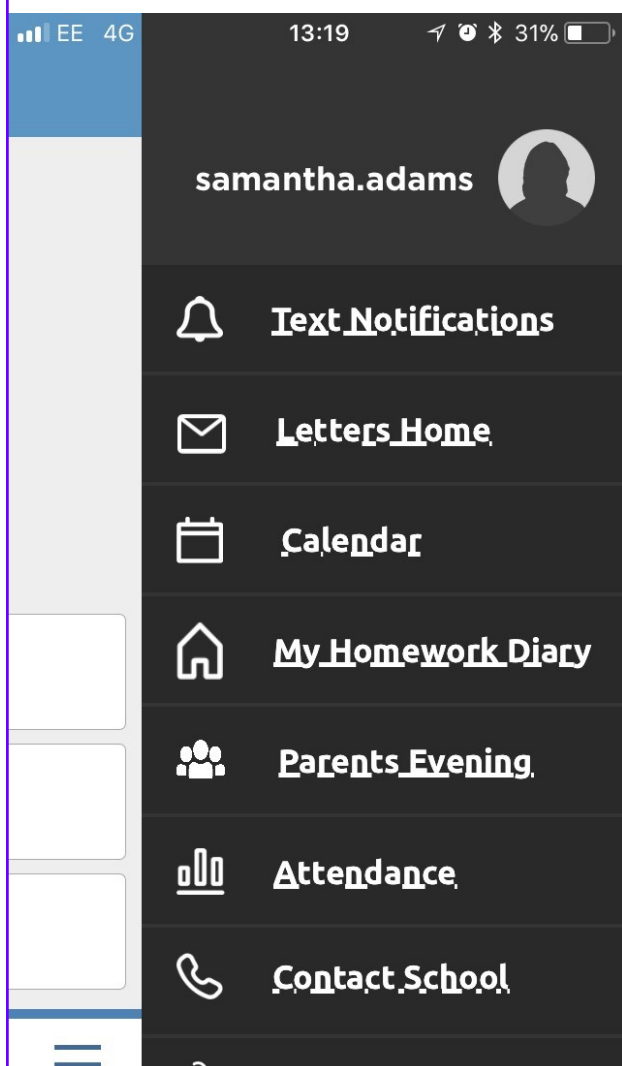 EE 4G 13:19 31%
samantha.adams
Text Notifications
Letters Home
Calendar
My Homework Diary
Parents Evening
Attendance
Contact School